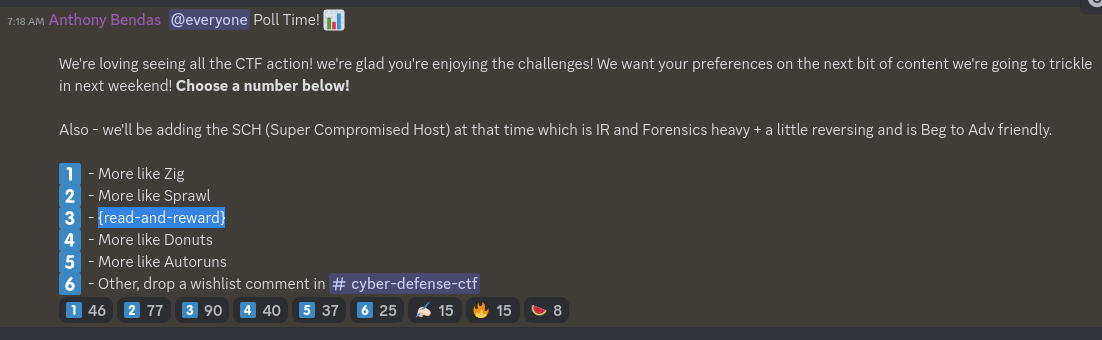 7:18 AM Anthony Bendas @everyone Poll Time! 📊
We're loving seeing all the CTF action! we're glad you're enjoying the challenges! We want your preferences on the next bit of content we're going to trickle
in next weekend! Choose a number below!
Also - we'll be adding the SCH (Super Compromised Host) at that time which is IR and Forensics heavy + a little reversing and is Beg to Adv friendly.
1 - More like Zig
2 - More like Sprawl
3 - {read-and-reward}
4 - More like Donuts
5 - More like Autoruns
6 - Other, drop a wishlist comment in # cyber-defense-ctf
1 46 2 77 3 90 4 40 5 37 6 25 ✍🏻 15 🔥 15 🍉 8